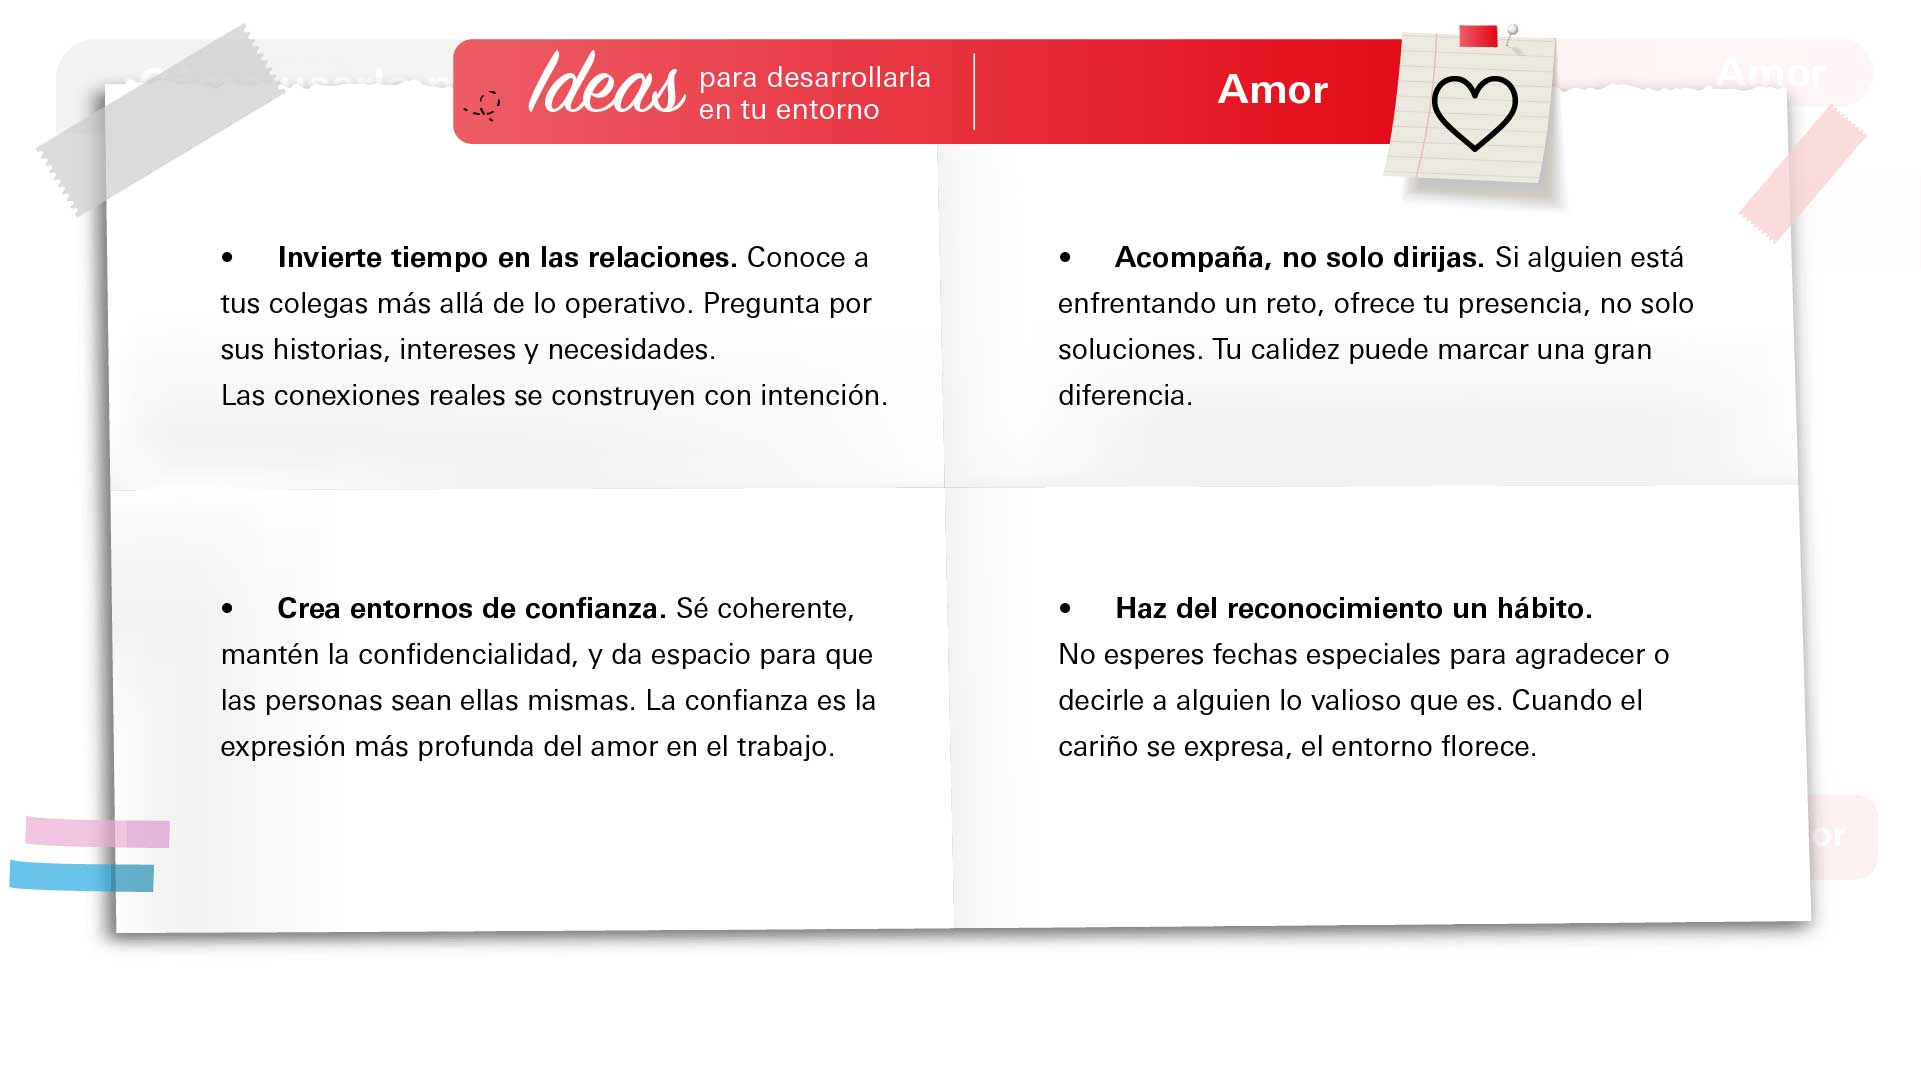 Ideas para desarrollarla
en tu entorno
Amor
Amor
• Invierte tiempo en las relaciones. Conoce a
tus colegas más allá de lo operativo. Pregunta por
sus historias, intereses y necesidades.
Las conexiones reales se construyen con intención.
• Acompaña, no solo dirijas. Si alguien está
enfrentando un reto, ofrece tu presencia, no solo
soluciones. Tu calidez puede marcar una gran
diferencia.
• Crea entornos de confianza. Sé coherente,
mantén la confidencialidad, y da espacio para que
las personas sean ellas mismas. La confianza es la
expresión más profunda del amor en el trabajo.
• Haz del reconocimiento un hábito.
No esperes fechas especiales para agradecer o
decirle a alguien lo valioso que es. Cuando el
cariño se expresa, el entorno florece.